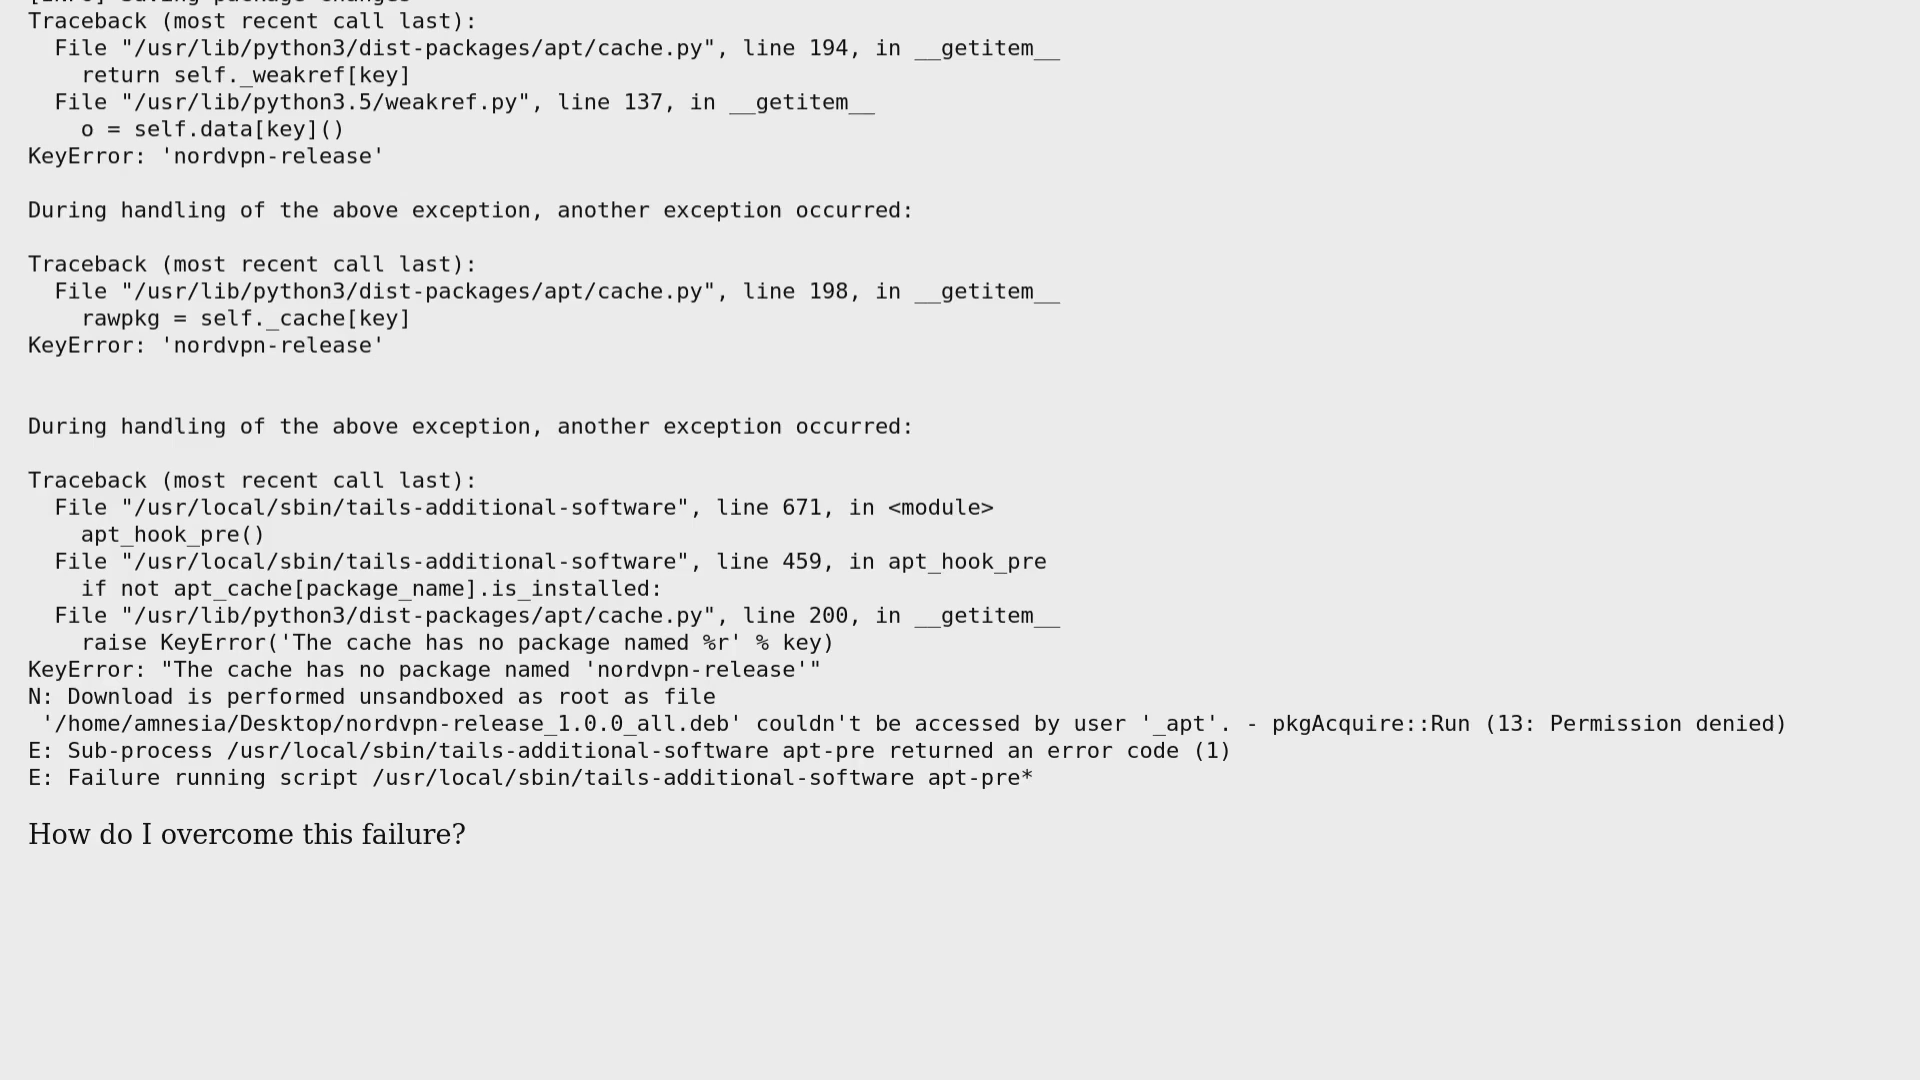 Traceback (most recent call last):
  File "/usr/lib/python3/dist-packages/apt/cache.py", line 194, in __getitem__
    return self._weakref[key]
  File "/usr/lib/python3.5/weakref.py", line 137, in __getitem__
    o = self.data[key]()
KeyError: 'nordvpn-release'

During handling of the above exception, another exception occurred:

Traceback (most recent call last):
  File "/usr/lib/python3/dist-packages/apt/cache.py", line 198, in __getitem__
    rawpkg = self._cache[key]
KeyError: 'nordvpn-release'

During handling of the above exception, another exception occurred:

Traceback (most recent call last):
  File "/usr/local/sbin/tails-additional-software", line 671, in <module>
    apt_hook_pre()
  File "/usr/local/sbin/tails-additional-software", line 459, in apt_hook_pre
    if not apt_cache[package_name].is_installed:
  File "/usr/lib/python3/dist-packages/apt/cache.py", line 200, in __getitem__
    raise KeyError('The cache has no package named %r' % key)
KeyError: "The cache has no package named 'nordvpn-release'"
N: Download is performed unsandboxed as root as file
 '/home/amnesia/Desktop/nordvpn-release_1.0.0_all.deb' couldn't be accessed by user '_apt'. - pkgAcquire::Run (13: Permission denied)
E: Sub-process /usr/local/sbin/tails-additional-software apt-pre returned an error code (1)
E: Failure running script /usr/local/sbin/tails-additional-software apt-pre*

How do I overcome this failure?